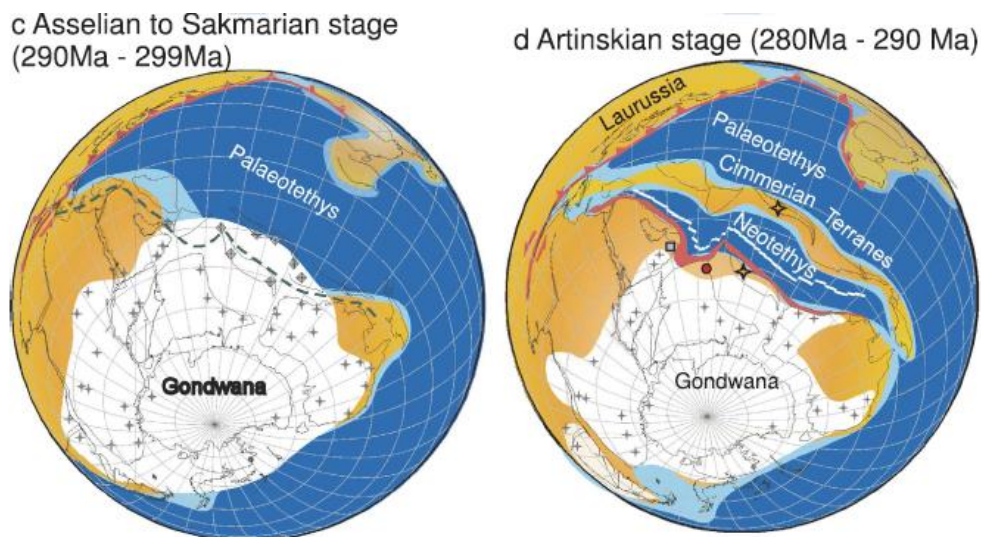 c Asselian to Sakmarian stage
(290Ma - 299Ma)
Palaeotethys
Gondwana
d Artinskian stage (280Ma - 290 Ma)
Laurussia
Palaeotethys
Cimmerian Terranes
Neotethys
Gondwana